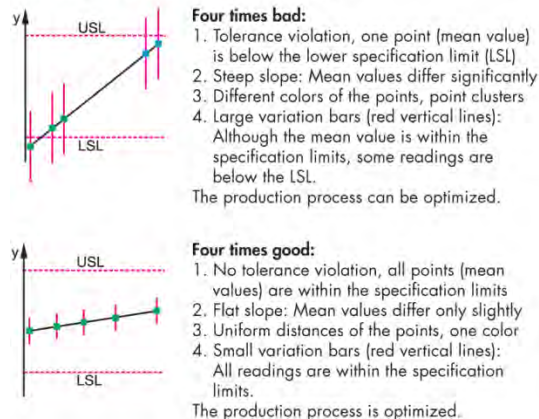 y
USL
LSL
Four times bad:
1. Tolerance violation, one point (mean value)
is below the lower specification limit (LSL)
2. Steep slope: Mean values differ significantly
3. Different colors of the points, point clusters
4. Large variation bars (red vertical lines):
Although the mean value is within the
specification limits, some readings are
below the LSL.
The production process can be optimized.
y
USL
LSL
Four times good:
1. No tolerance violation, all points (mean
values) are within the specification limits
2. Flat slope: Mean values differ only slightly
3. Uniform distances of the points, one color
4. Small variation bars (red vertical lines):
All readings are within the specification
limits.
The production process is optimized.